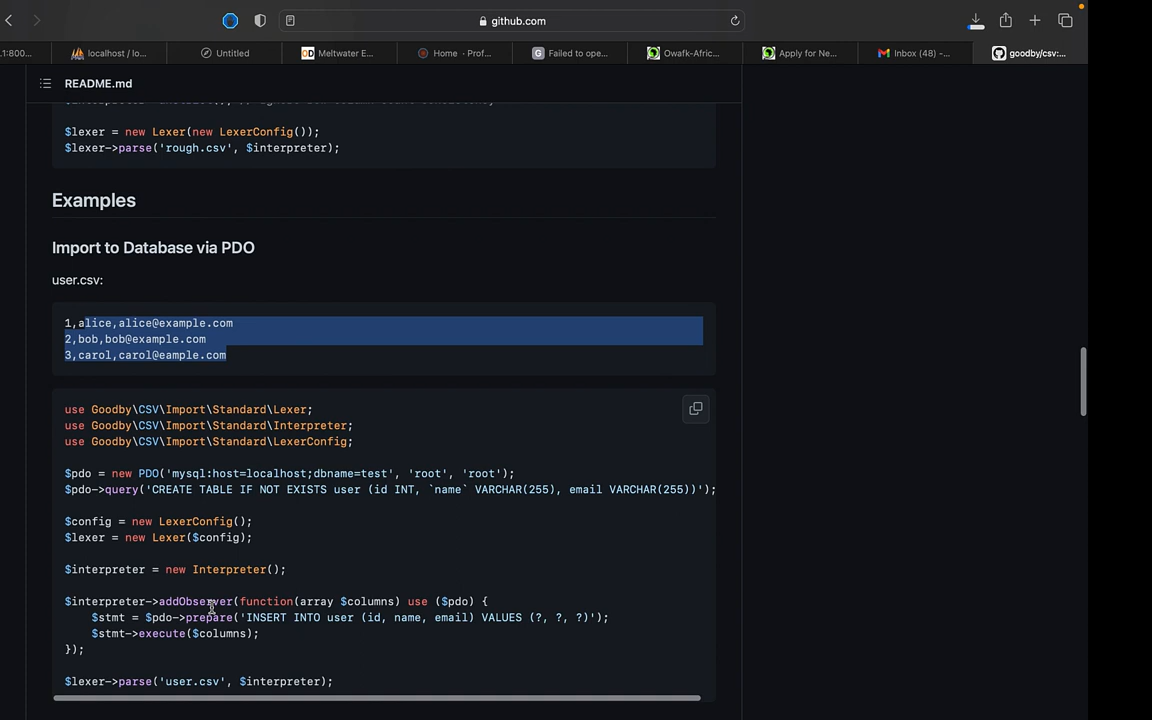 github.com
1:800...
localhost / lo...
Untitled
Meltwater E...
Home · Prof...
Failed to ope...
Owafk-Afric...
Apply for Ne...
Inbox (48) -...
goodby/csv:...
README.md
$lexer = new Lexer(new LexerConfig());
$lexer->parse('rough.csv', $interpreter);
Examples
Import to Database via PDO
user.csv:
1,alice,alice@example.com
2,bob,bob@example.com
3,carol,carol@eample.com
use Goodby\CSV\Import\Standard\Lexer;
use Goodby\CSV\Import\Standard\Interpreter;
use Goodby\CSV\Import\Standard\LexerConfig;
$pdo = new PDO('mysql:host=localhost;dbname=test', 'root', 'root');
$pdo->query('CREATE TABLE IF NOT EXISTS user (id INT, `name` VARCHAR(255), email VARCHAR(255))');
$config = new LexerConfig();
$lexer = new Lexer($config);
$interpreter = new Interpreter();
$interpreter->addObserver(function(array $columns) use ($pdo) {
$stmt = $pdo->prepare('INSERT INTO user (id, name, email) VALUES (?, ?, ?)');
$stmt->execute($columns);
});
$lexer->parse('user.csv', $interpreter);